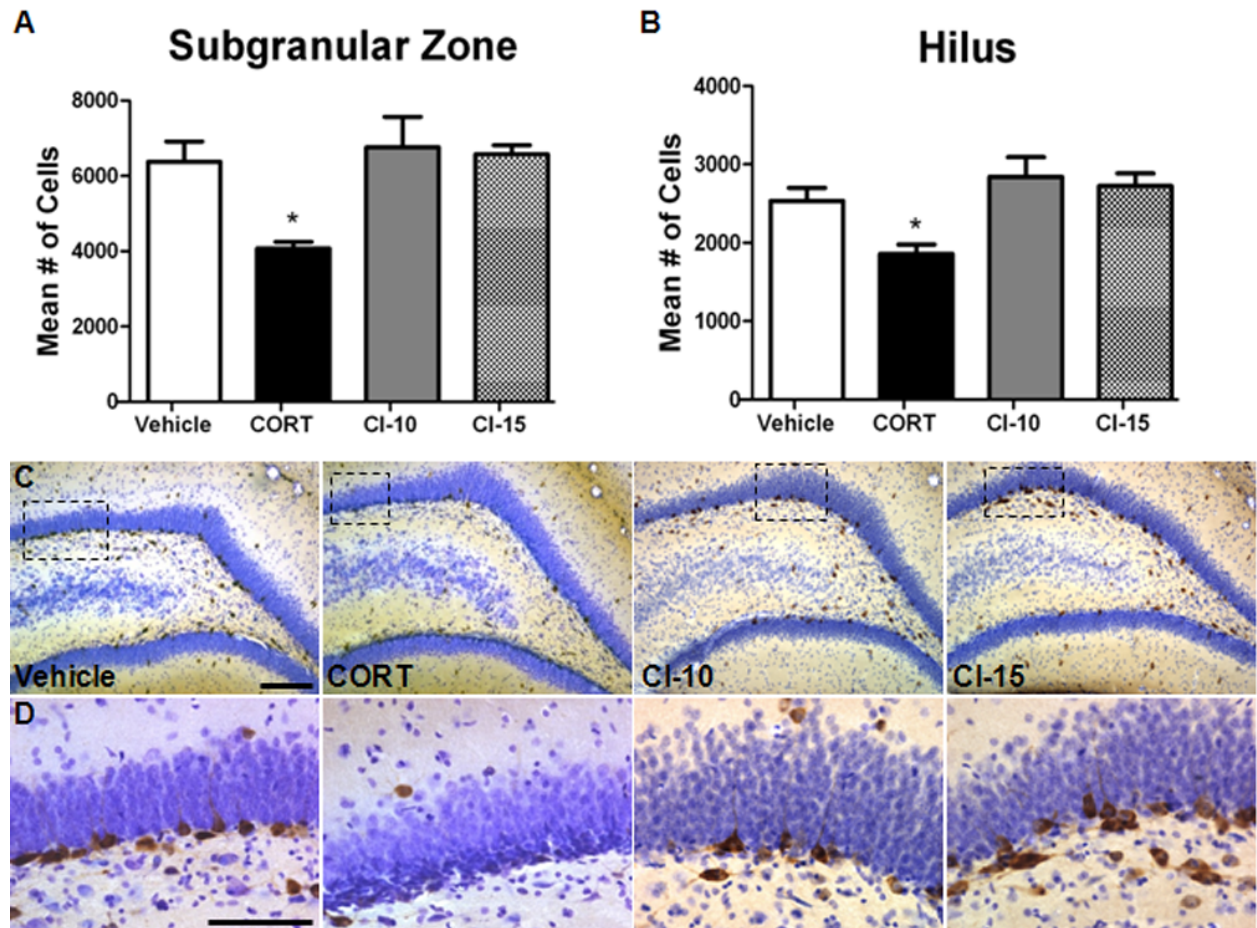 A
Subgranular Zone
Mean # of Cells
8000
6000
4000
2000
0
*
Vehicle CORT CI-10 CI-15
B
Hilus
Mean # of Cells
4000
3000
2000
1000
0
*
Vehicle CORT CI-10 CI-15
C
Vehicle CORT CI-10 CI-15
D